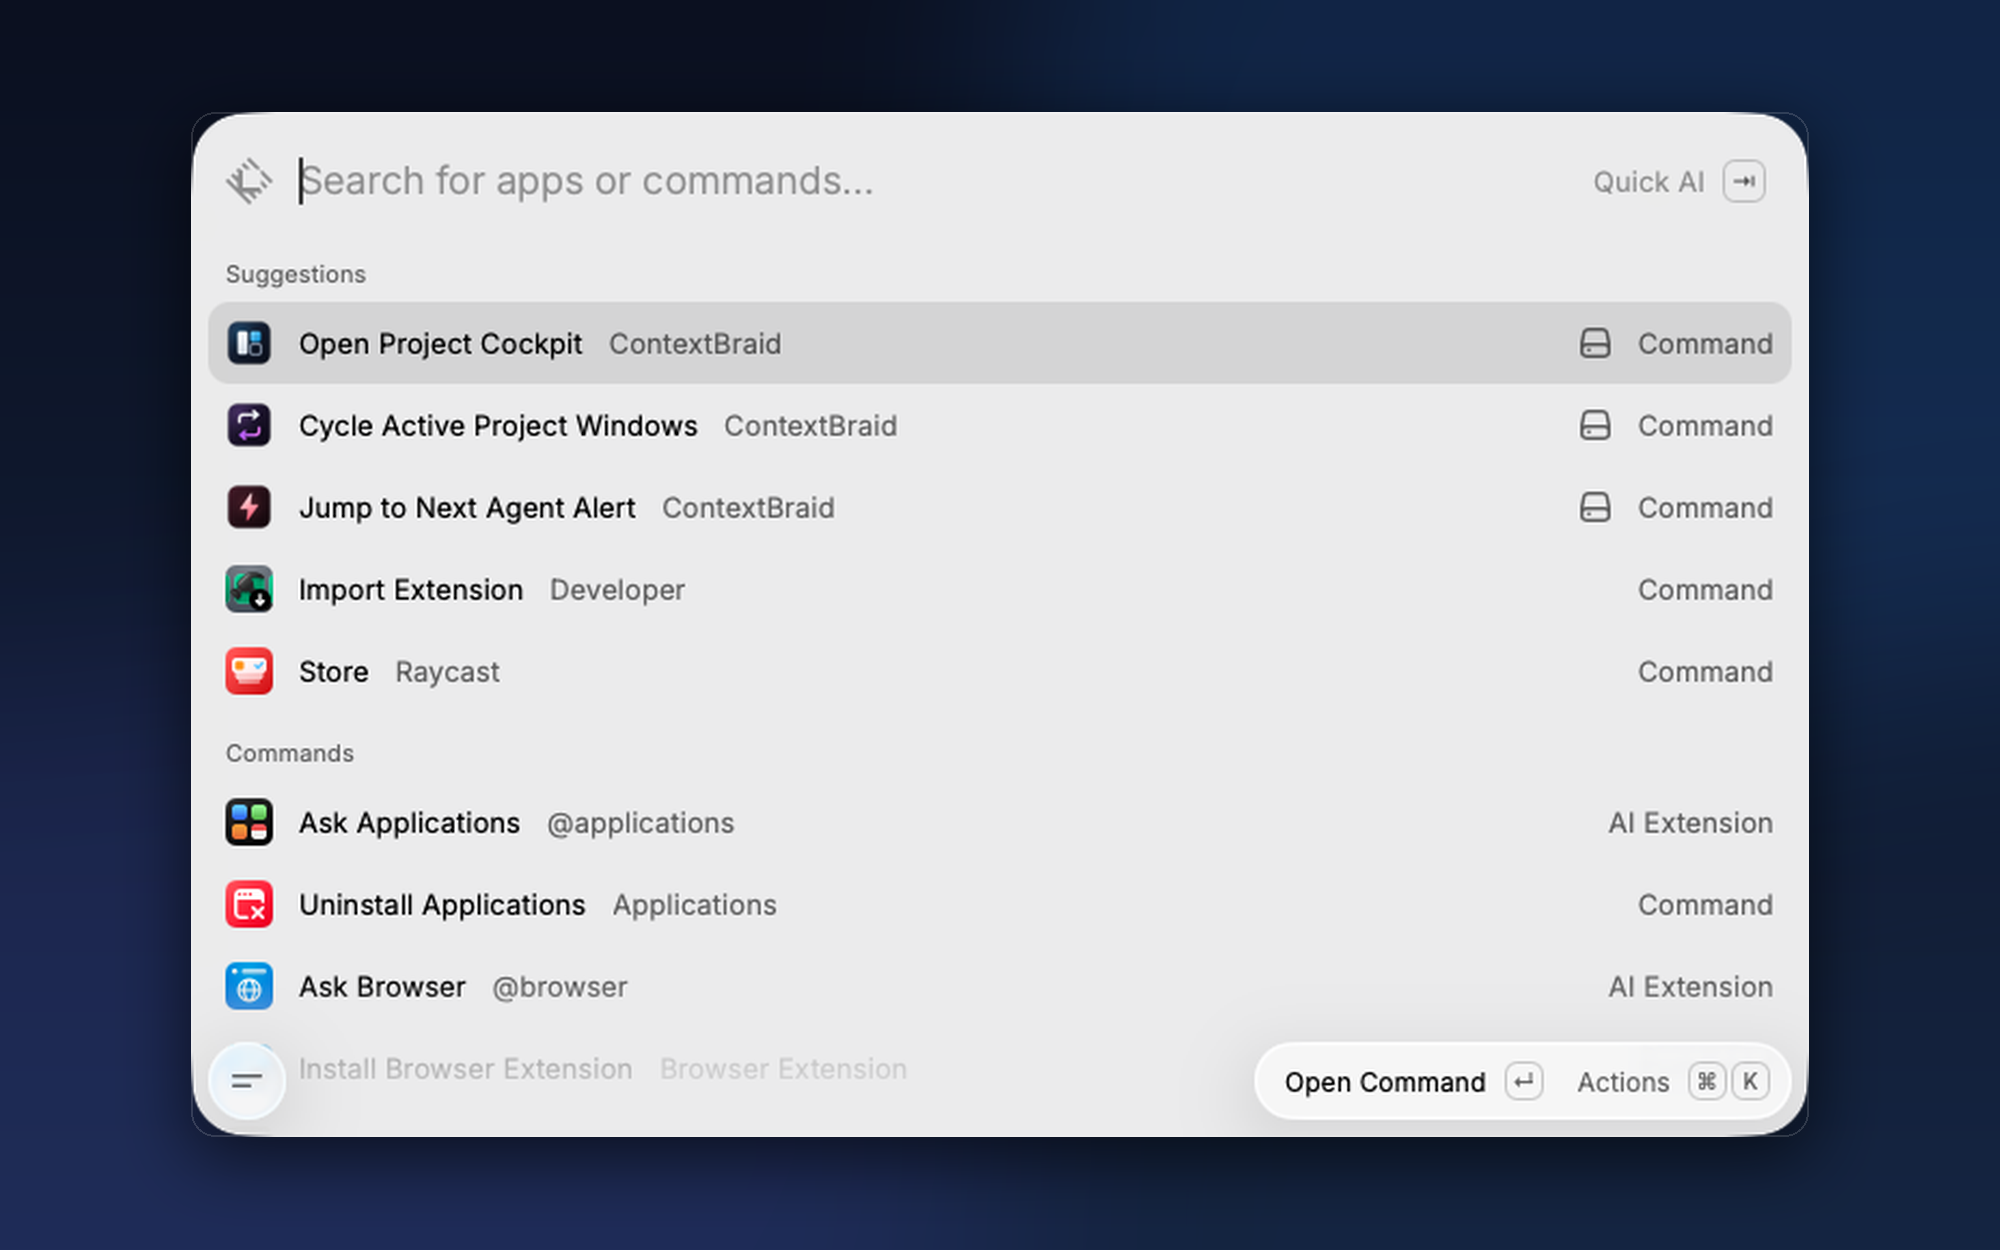 Search for apps or commands...
Quick AI
Suggestions
Open Project Cockpit ContextBraid Command
Cycle Active Project Windows ContextBraid Command
Jump to Next Agent Alert ContextBraid Command
Import Extension Developer Command
Store Raycast Command
Commands
Ask Applications @applications AI Extension
Uninstall Applications Applications Command
Ask Browser @browser AI Extension
Install Browser Extension Browser Extension
Open Command Actions ⌘ K